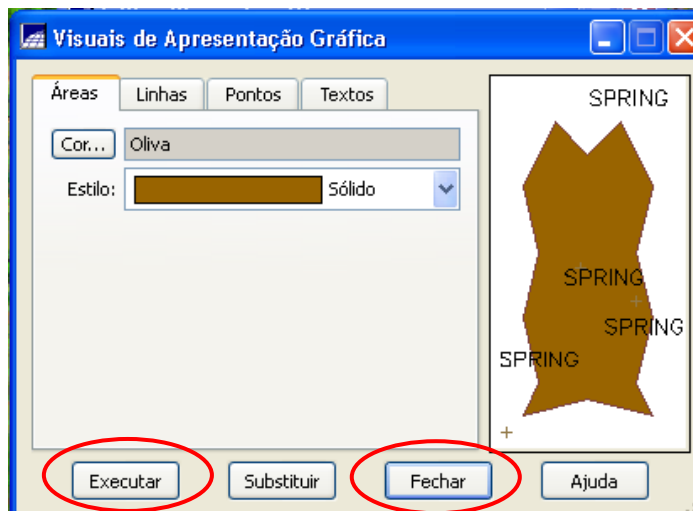 Visuais de Apresentação Gráfica
Áreas Linhas Pontos Textos
Cor... Oliva
Estilo: Sólido
SPRING
SPRING
SPRING
SPRING
Executar Substituir Fechar Ajuda